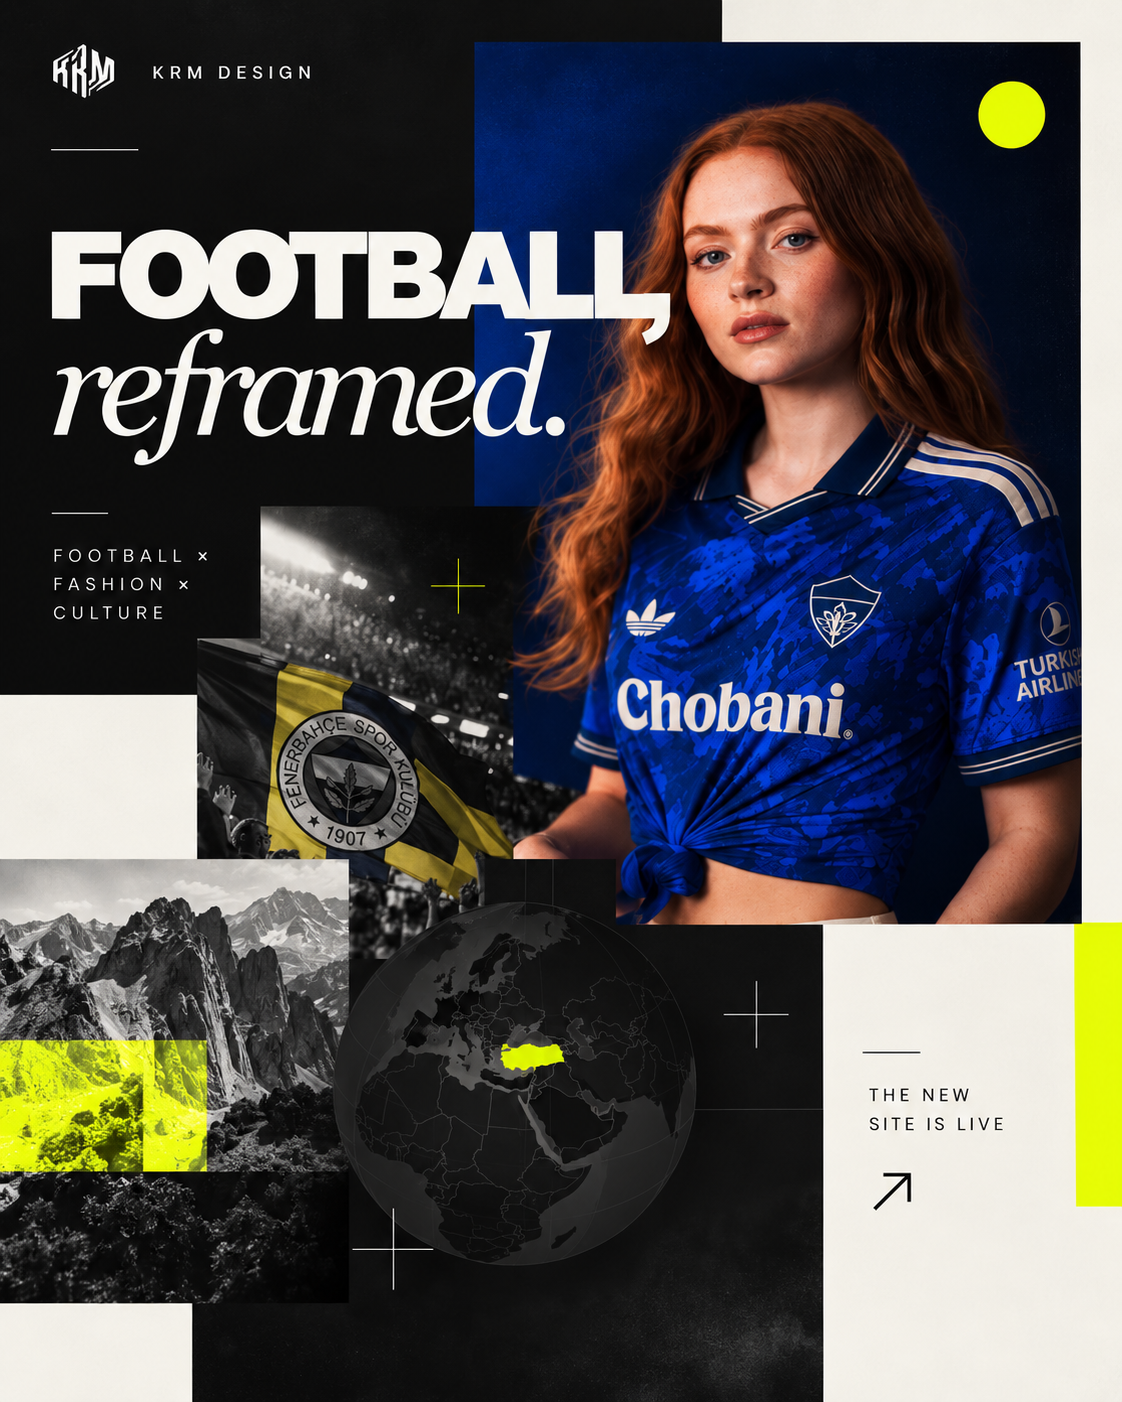 KRM
KRM DESIGN
FOOTBALL,
reframed.
FOOTBALL ×
FASHION ×
CULTURE
Chobani®
TURKISH
AIRLINE
FENERBAHÇE SPOR KULÜBÜ
★ 1907 ★
THE NEW
SITE IS LIVE